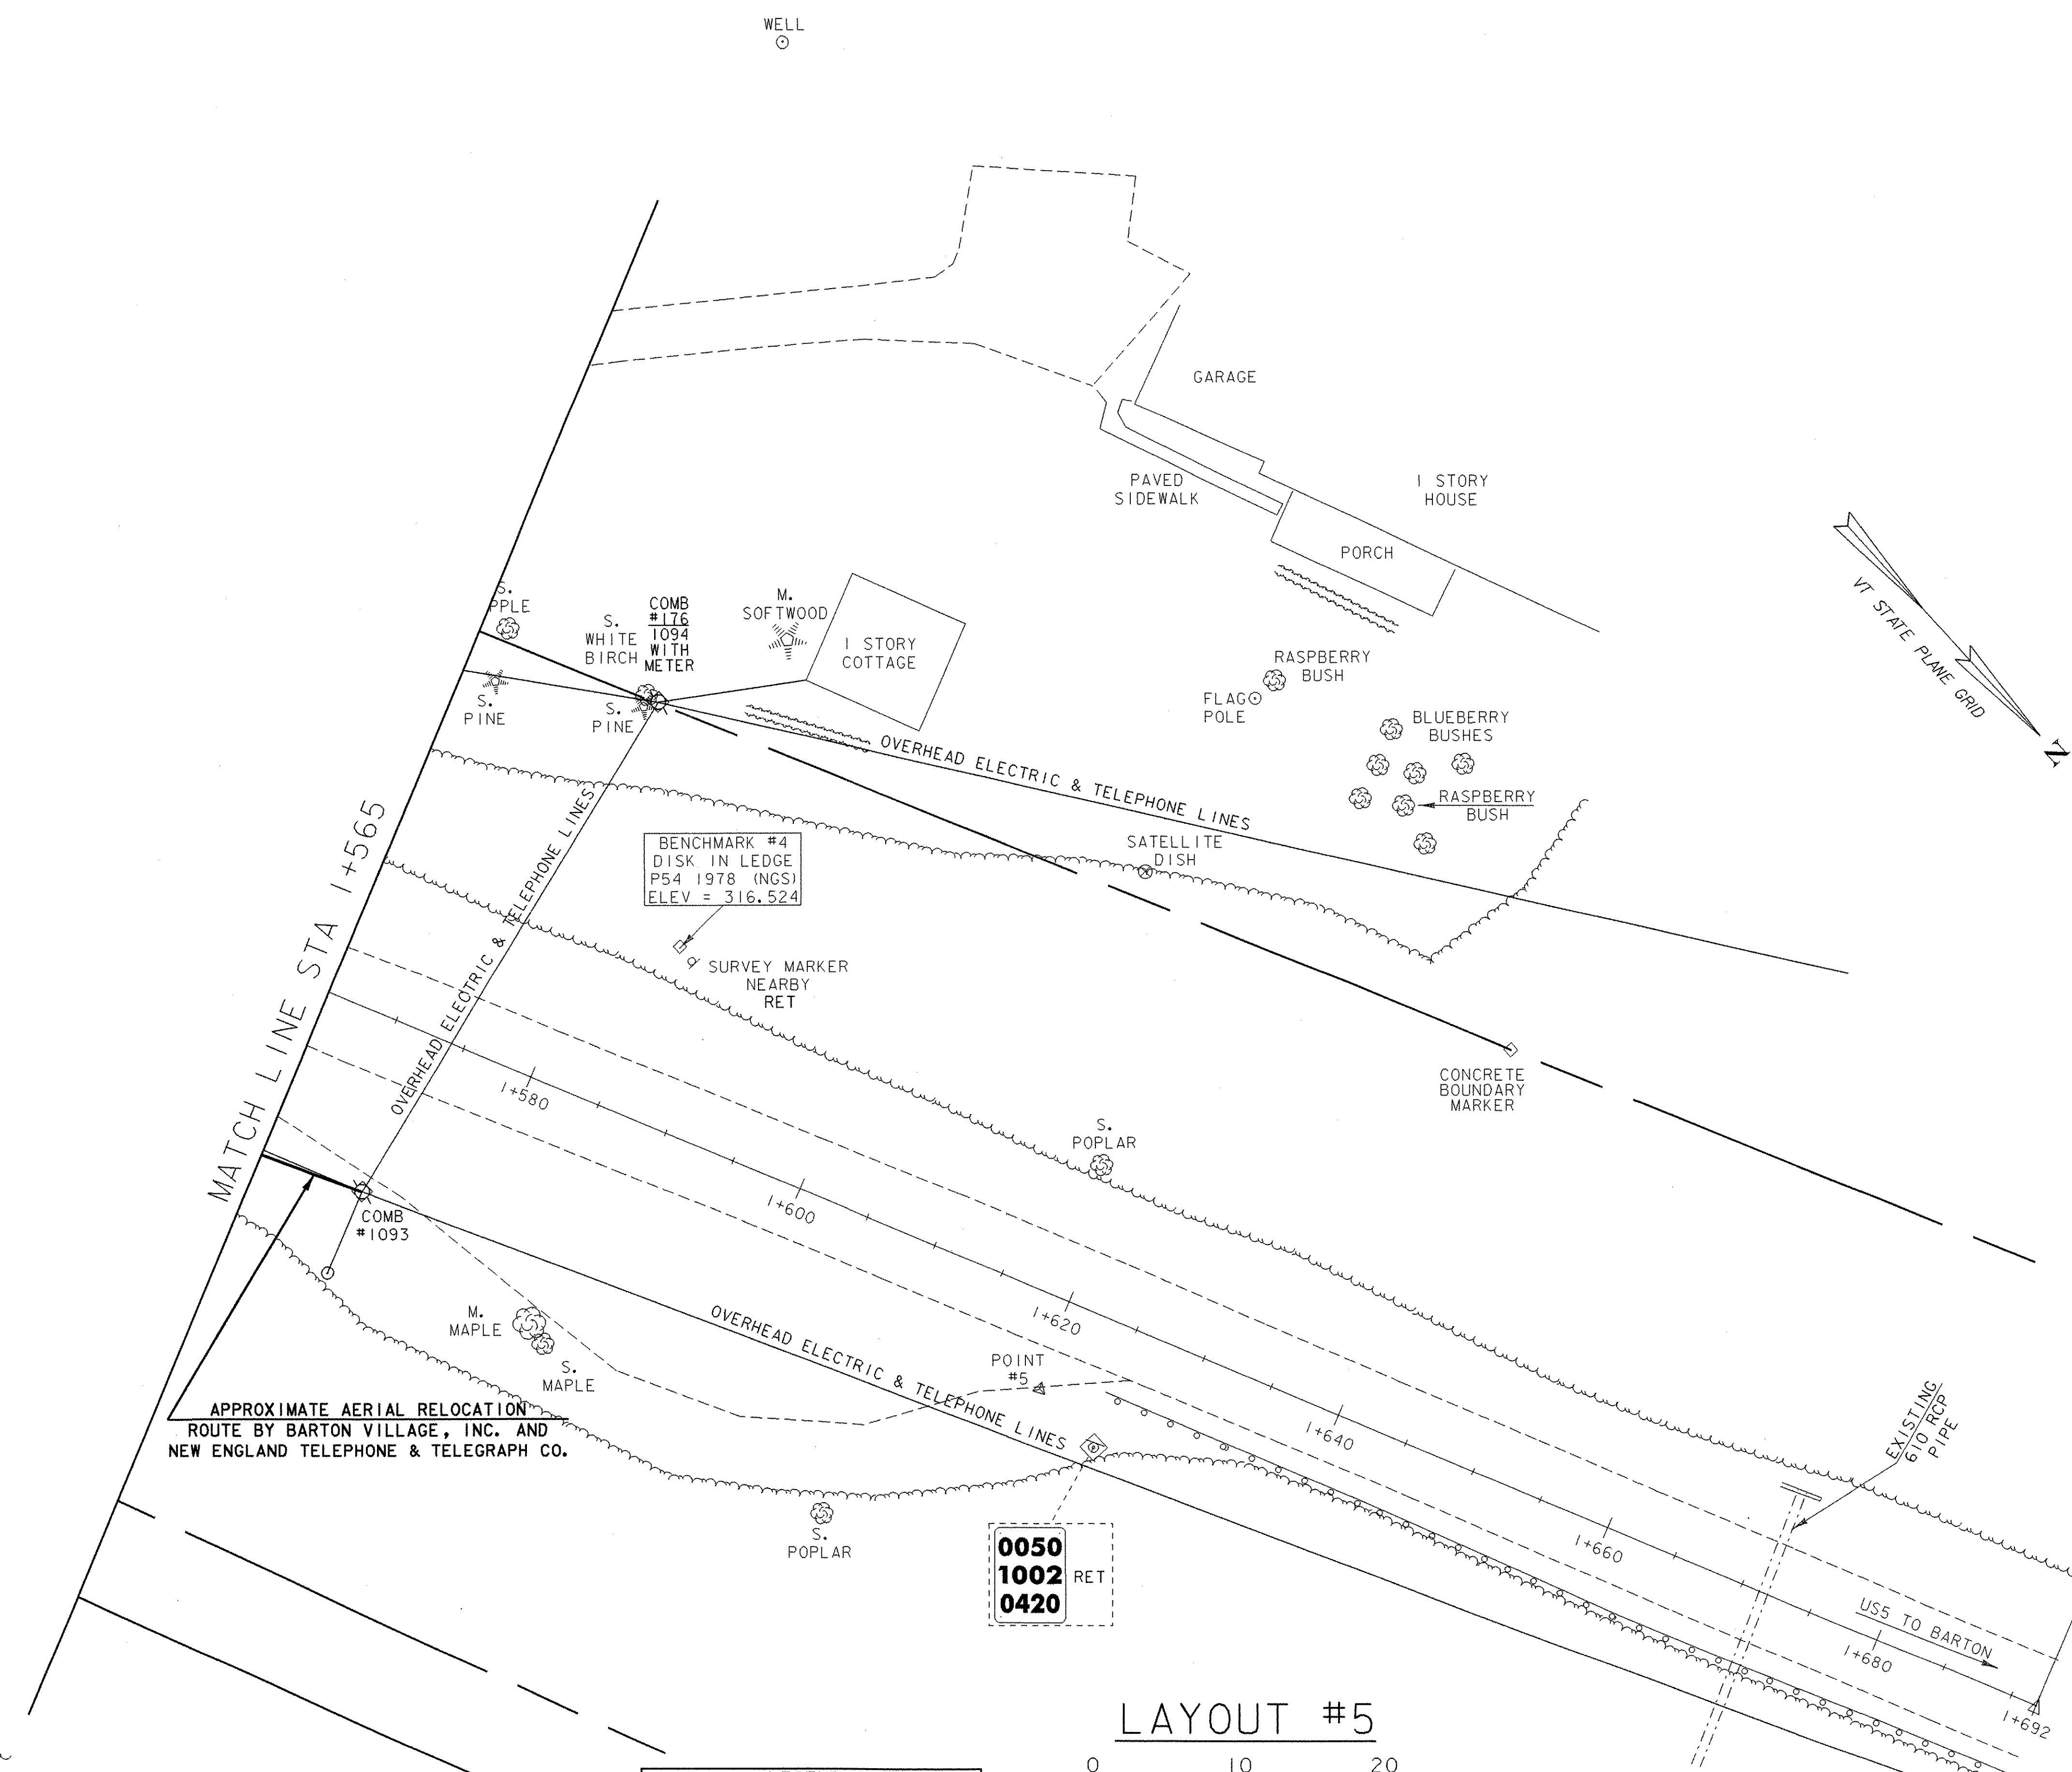 WELL
GARAGE
PAVED
SIDEWALK
1 STORY
HOUSE
PORCH
VT STATE PLANE GRID
N
S.
PPLE
S.
WHITE
BIRCH
COMB
#176
1094
WITH
METER
M.
SOFTWOOD
1 STORY
COTTAGE
S.
PINE
S.
PINE
RASPBERRY
BUSH
FLAG
POLE
BLUEBERRY
BUSHES
RASPBERRY
BUSH
OVERHEAD ELECTRIC & TELEPHONE LINES
SATELLITE
DISH
BENCHMARK #4
DISK IN LEDGE
P54 1978 (NGS)
ELEV = 316.524
SURVEY MARKER
NEARBY
RET
OVERHEAD ELECTRIC & TELEPHONE LINES
MATCH LINE STA 1+565
CONCRETE
BOUNDARY
MARKER
1+580
S.
POPLAR
1+600
COMB
#1093
1+620
M.
MAPLE
S.
MAPLE
OVERHEAD ELECTRIC & TELEPHONE LINES
POINT
#5
1+640
APPROXIMATE AERIAL RELOCATION
ROUTE BY BARTON VILLAGE, INC. AND
NEW ENGLAND TELEPHONE & TELEGRAPH CO.
EXISTING
610 RCP
PIPE
S.
POPLAR
0050
1002 RET
0420
1+660
US5 TO BARTON
1+680
1+692
LAYOUT #5
0 10 20